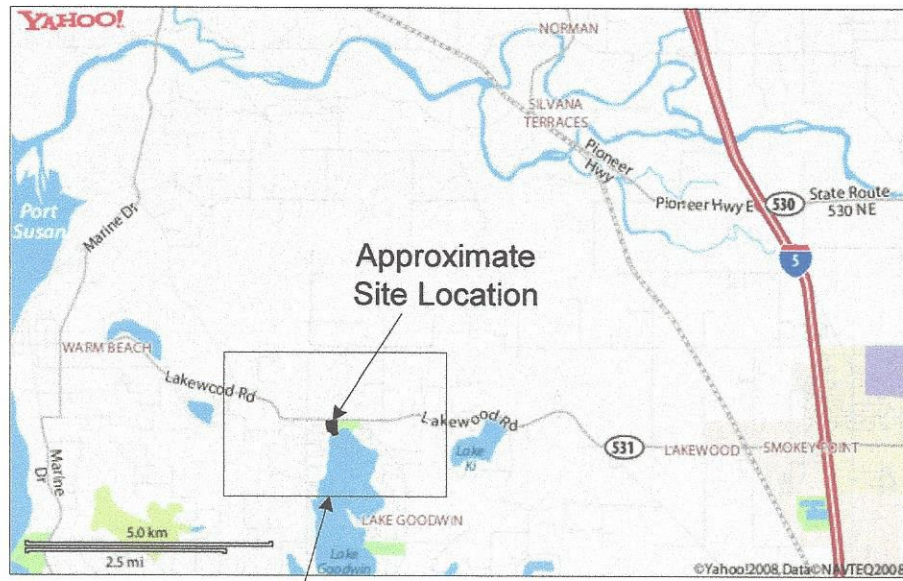 YAHOO!
NORMAN
SILVANA
TERRACES
Pioneer
Hwy
Pioneer Hwy E
530
State Route
530 NE
Port
Susan
Marine Dr
5
Approximate
Site Location
WARM BEACH
Lakewood Rd
Lakewood Rd
Lake
Ki
531
LAKEWOOD
SMOKEY POINT
Marine
Dr
LAKE GOODWIN
Lake
Goodwin
5.0 km
2.5 mi
©Yahoo!2008, Data©NAVTEQ2008